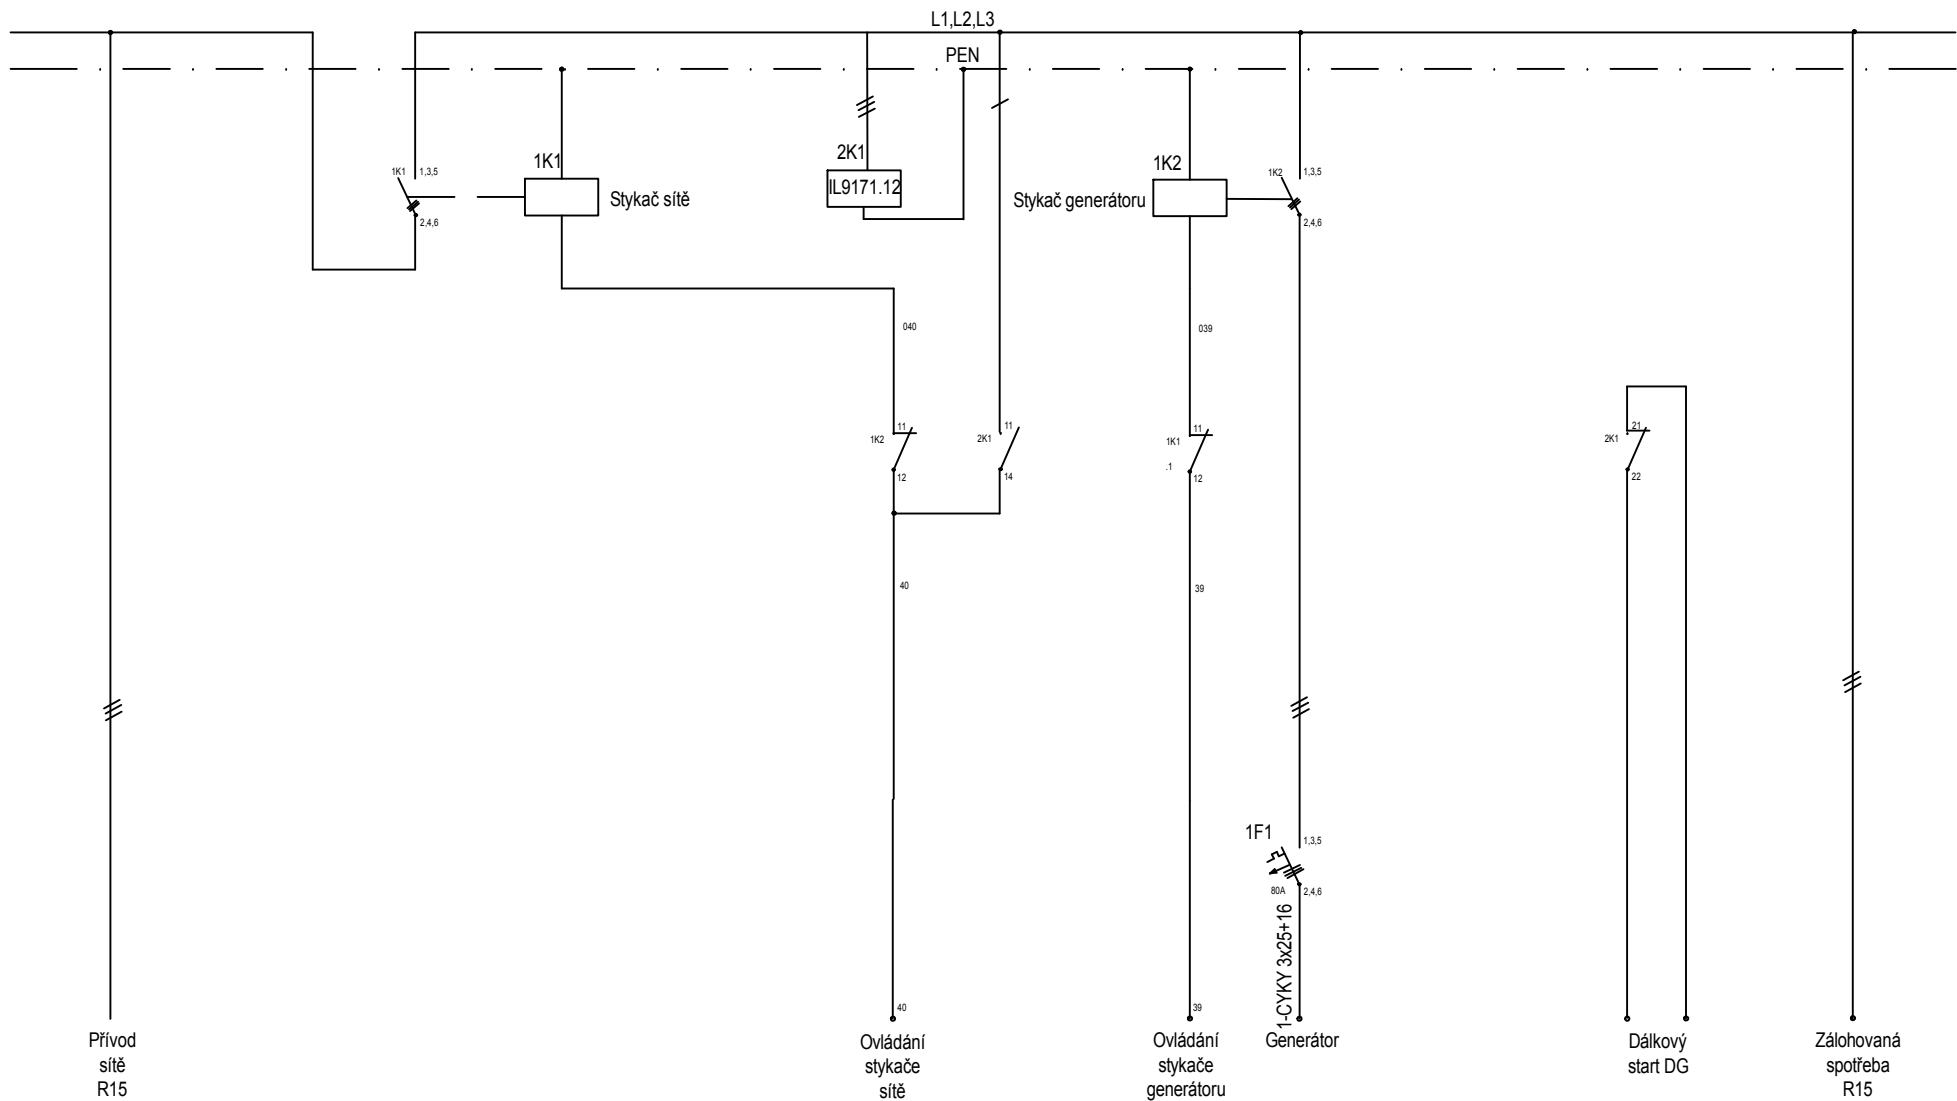 L1,L2,L3
PEN
1K1
1,3,5
2,4,6
1K1
Stykač sítě
2K1
IL9171.12
1K2
Stykač generátoru
1K2
1,3,5
2,4,6
040
039
1K2
11
12
2K1
11
14
1K1
.1
11
12
2K1
21
22
40
39
1F1
1,3,5
80A
2,4,6
1-CYKY 3x25+16
40
39
Přívod
sítě
R15
Ovládání
stykače
sítě
Ovládání
stykače
generátoru
Generátor
Dálkový
start DG
Zálohovaná
spotřeba
R15